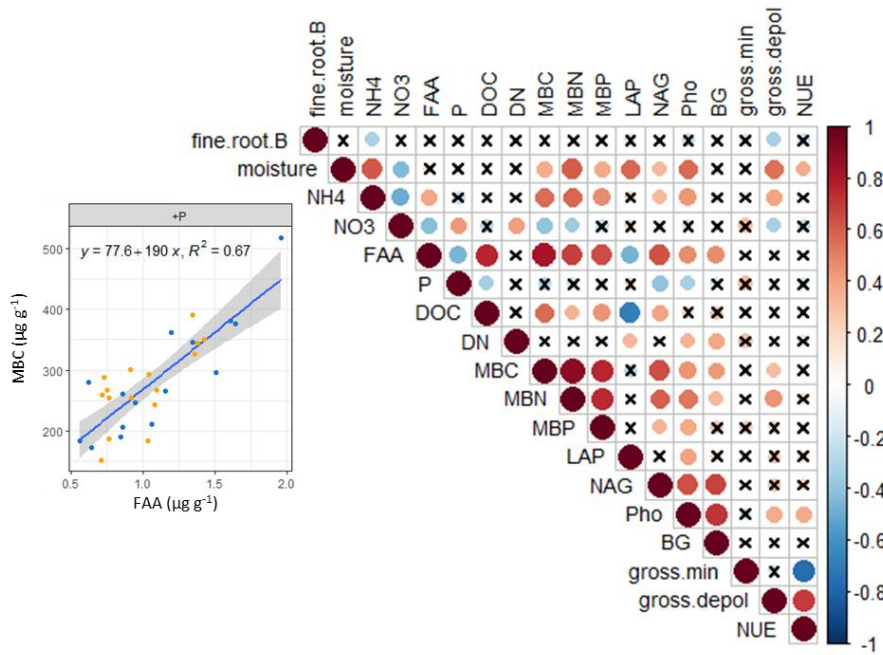 fine.root.B moisture NH4 NO3 FAA P DOC DN MBC MBN MBP LAP NAG Pho BG gross.min gross.depol NUE
fine.root.B
moisture
NH4
NO3
FAA
P
DOC
DN
MBC
MBN
MBP
LAP
NAG
Pho
BG
gross.min
gross.depol
NUE
1
0.8
0.6
0.4
0.2
0
-0.2
-0.4
-0.6
-0.8
-1
+P
y = 77.6+190 x, R² = 0.67
MBC (µg g⁻¹)
500
400
300
200
0.5 1.0 1.5 2.0
FAA (µg g⁻¹)